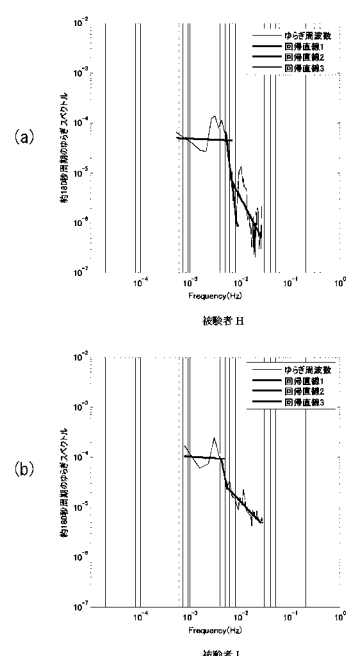 (a)
10⁻²
10⁻³
10⁻⁴
10⁻⁵
10⁻⁶
10⁻⁷
約180秒周期のゆらぎスペクトル
ゆらぎ周波数
回帰直線1
回帰直線2
回帰直線3
10⁻⁴
10⁻³
10⁻²
10⁻¹
10⁰
Frequency(Hz)
被験者 H
(b)
10⁻²
10⁻³
10⁻⁴
10⁻⁵
10⁻⁶
10⁻⁷
約180秒周期のゆらぎスペクトル
ゆらぎ周波数
回帰直線1
回帰直線2
回帰直線3
10⁻⁴
10⁻³
10⁻²
10⁻¹
10⁰
Frequency(Hz)
被験者 I